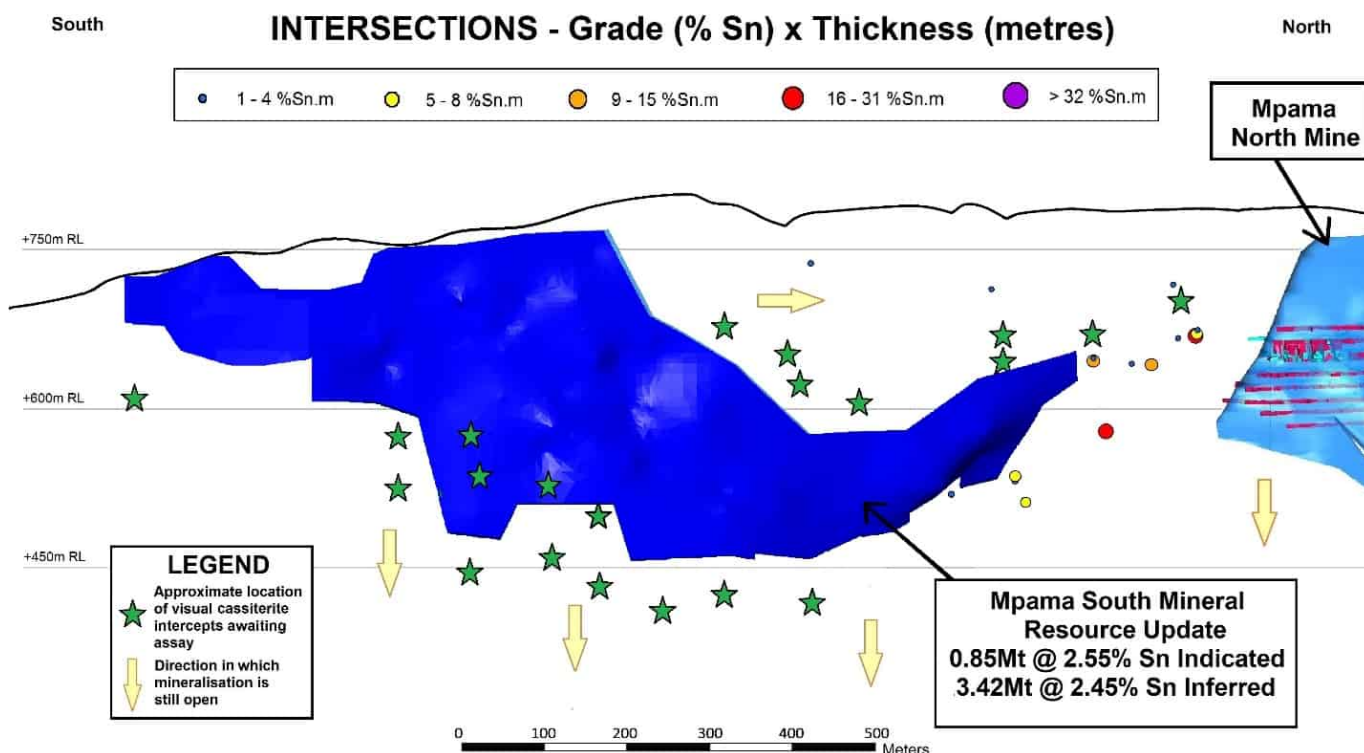 South
INTERSECTIONS - Grade (% Sn) x Thickness (metres)
North
1 - 4 %Sn.m
5 - 8 %Sn.m
9 - 15 %Sn.m
16 - 31 %Sn.m
> 32 %Sn.m
Mpama
North Mine
+750m RL
+600m RL
+450m RL
LEGEND
Approximate location
of visual cassiterite
intercepts awaiting
assay
Direction in which
mineralisation is
still open
Mpama South Mineral
Resource Update
0.85Mt @ 2.55% Sn Indicated
3.42Mt @ 2.45% Sn Inferred
0 100 200 300 400 500
Meters